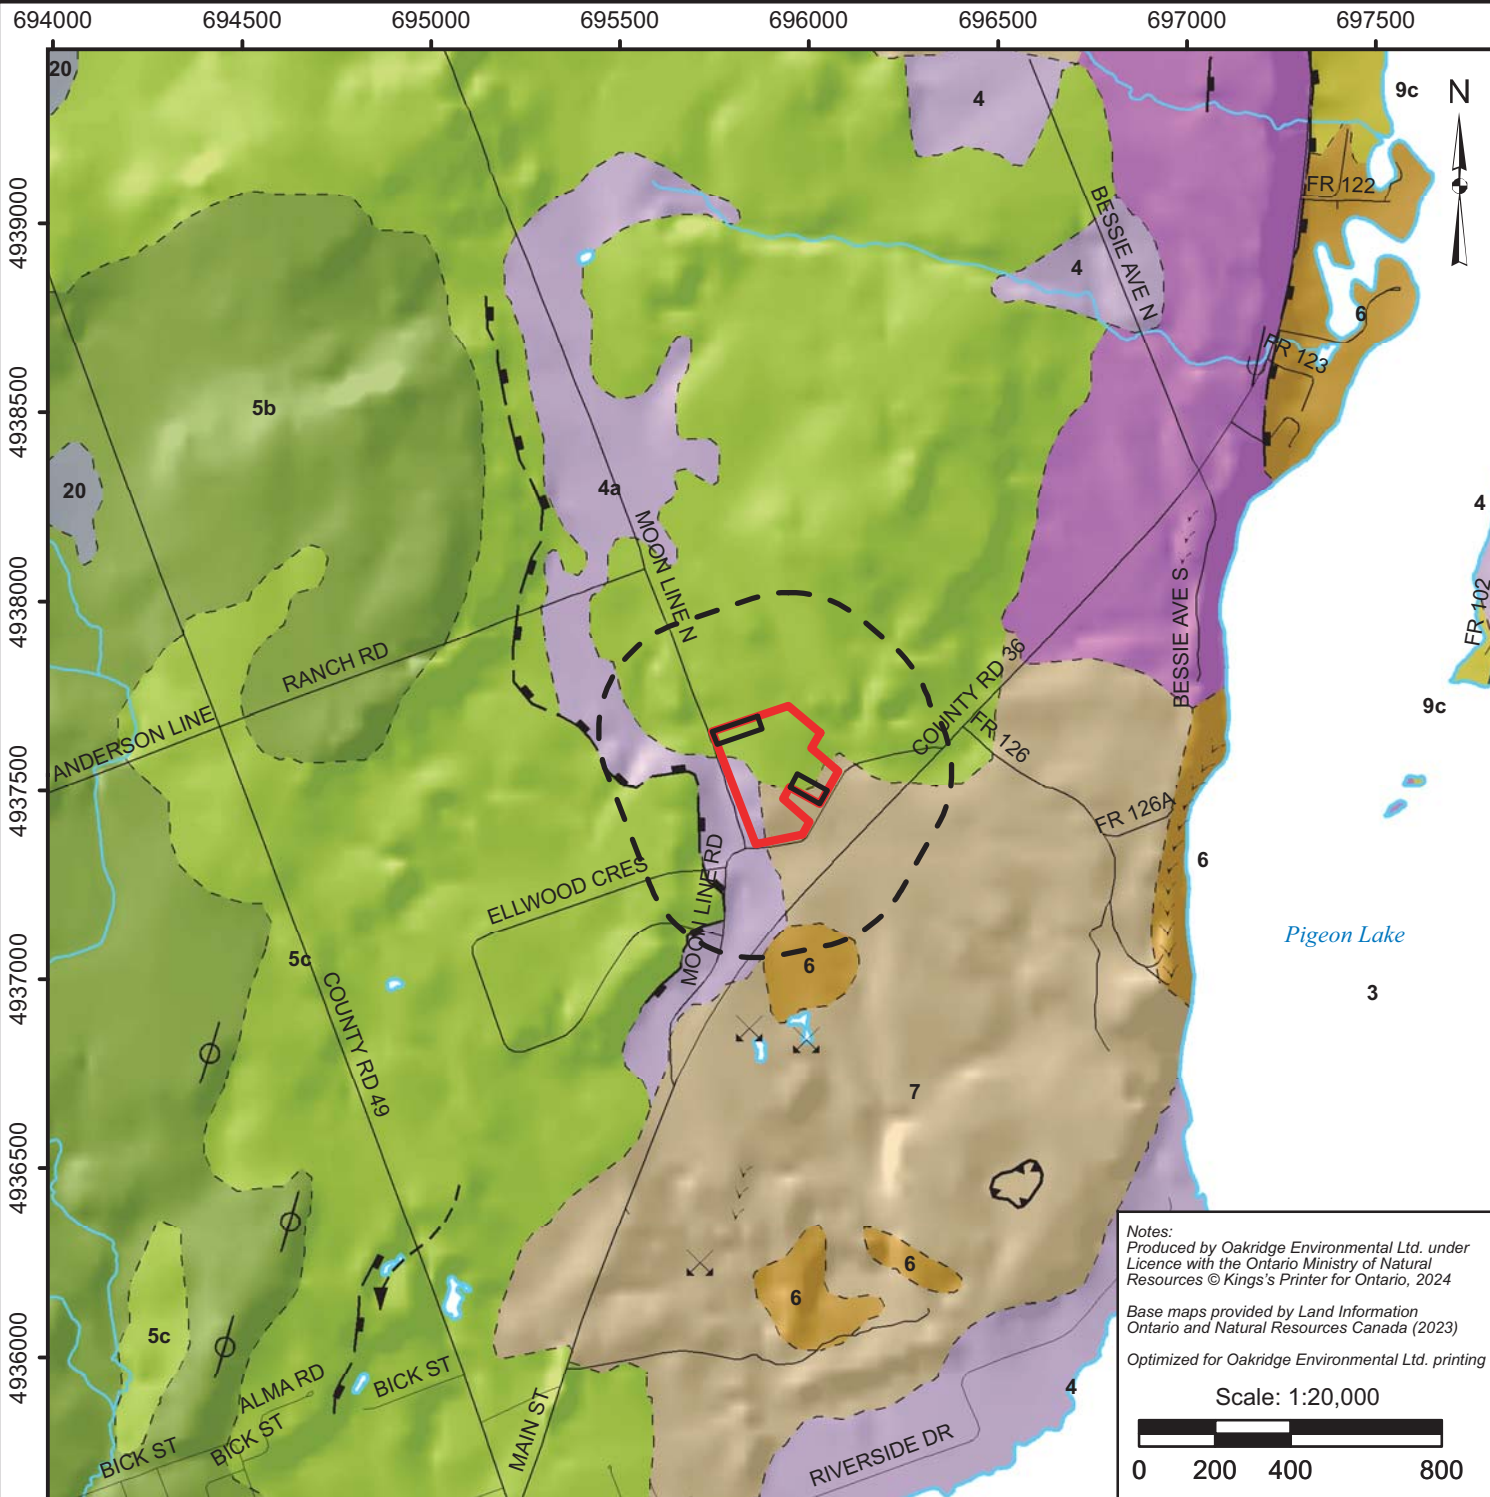 694000 694500 695000 695500 696000 696500 697000 697500
20
4
9c
N
FR 122
4939000
BESSIE AVE N
4
6
FR 123
4938500
5b
20
4a
4
MOON LINE N
4938000
BESSIE AVE S
FR 102
RANCH RD
COUNTY RD 36
ANDERSON LINE
9c
FR 126
4937500
FR 126A
MOON LINE RD
ELLWOOD CRES
6
Pigeon Lake
5c
6
4937000
3
COUNTY RD 49
7
4936500
6
6
5c
4936000
ALMA RD
BICK ST
4
MAIN ST
BICK ST
BICK ST
RIVERSIDE DR
Notes:
Produced by Oakridge Environmental Ltd. under
Licence with the Ontario Ministry of Natural
Resources © Kings's Printer for Ontario, 2024
Base maps provided by Land Information
Ontario and Natural Resources Canada (2023)
Optimized for Oakridge Environmental Ltd. printing
Scale: 1:20,000
0 200 400 800